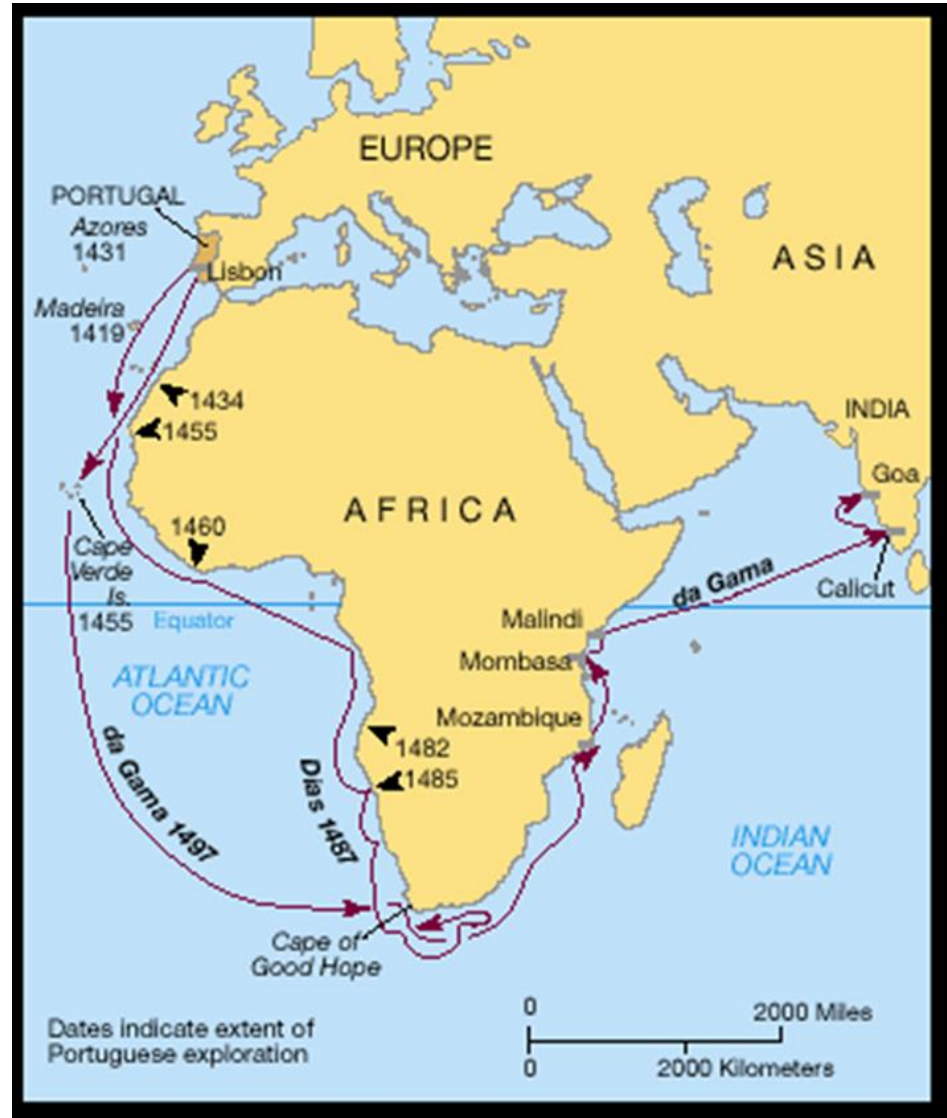 EUROPE
PORTUGAL
Azores
1431
Lisbon
ASIA
Madeira
1419
1434
1455
INDIA
Goa
AFRICA
1460
Cape
Verde
Is.
1455
Equator
da Gama
Calicut
Malindi
Mombasa
ATLANTIC
OCEAN
Mozambique
1482
1485
da Gama 1497
Dias 1487
INDIAN
OCEAN
Cape of
Good Hope
Dates indicate extent of
Portuguese exploration
0 2000 Miles
0 2000 Kilometers